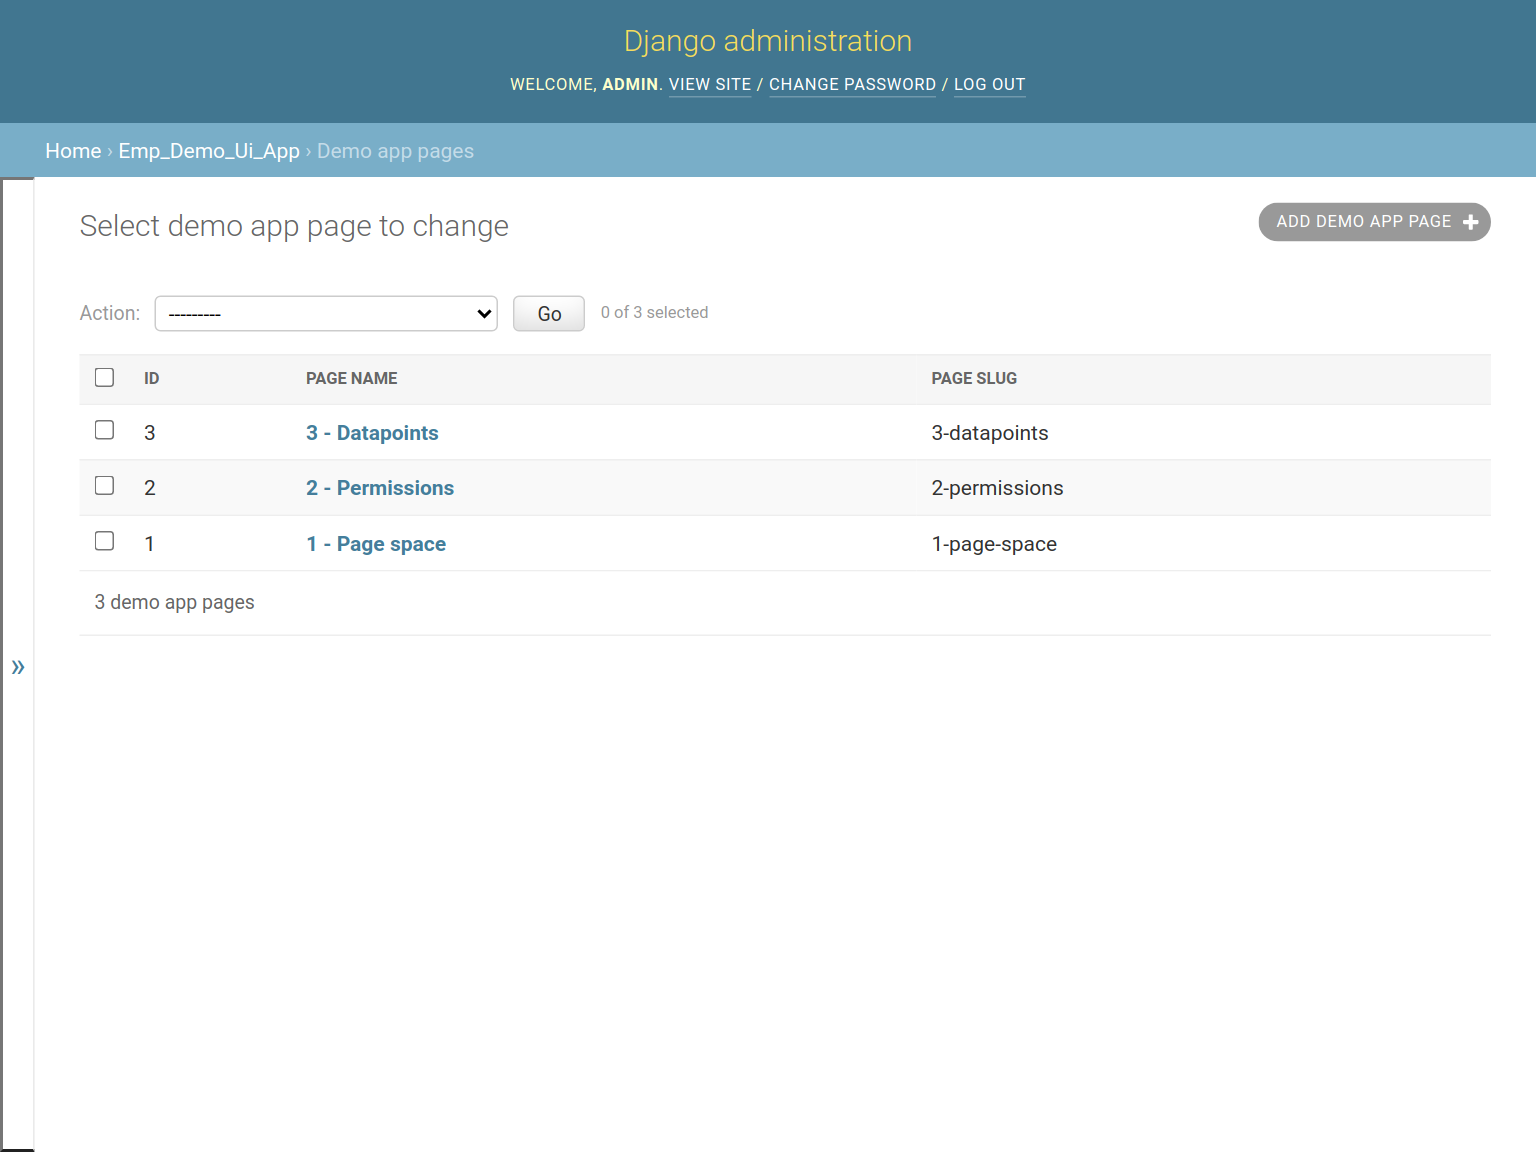 Django administration
WELCOME, ADMIN. VIEW SITE / CHANGE PASSWORD / LOG OUT
Home › Emp_Demo_Ui_App › Demo app pages
Select demo app page to change
ADD DEMO APP PAGE
Action: --------- Go 0 of 3 selected
ID PAGE NAME PAGE SLUG
3 3 - Datapoints 3-datapoints
2 2 - Permissions 2-permissions
1 1 - Page space 1-page-space
3 demo app pages
»